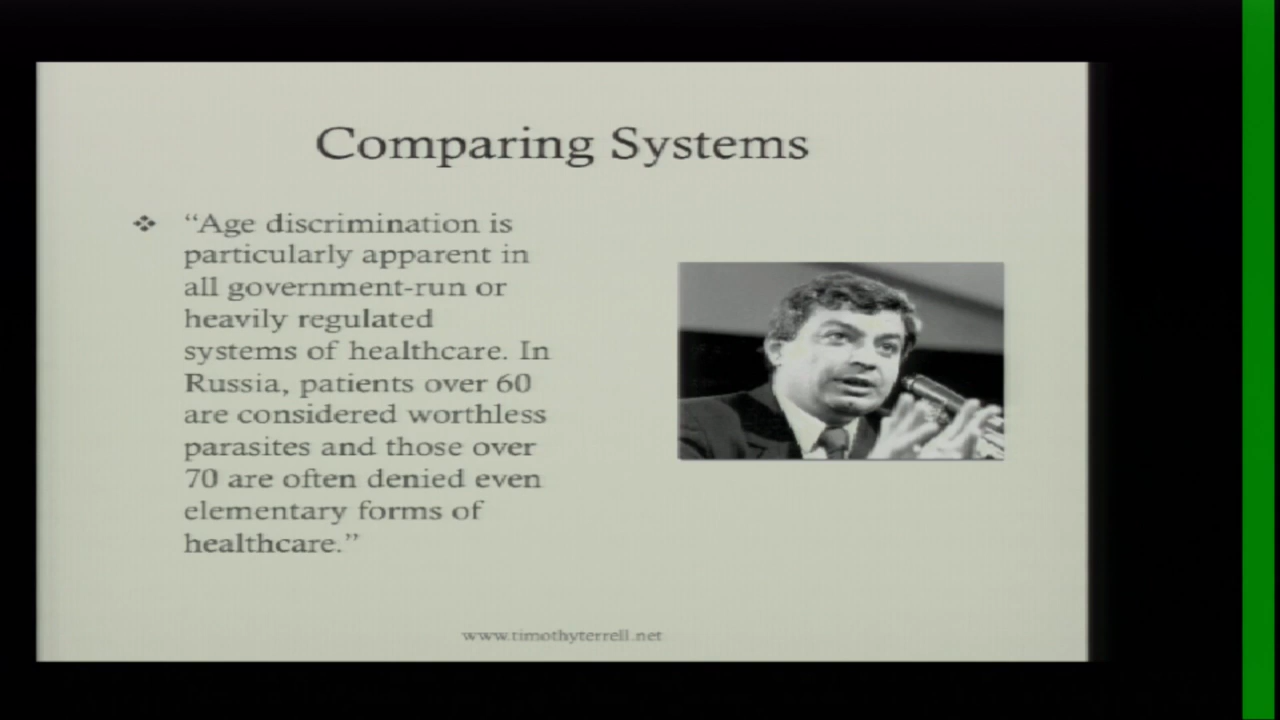 Comparing Systems
❖ “Age discrimination is
particularly apparent in
all government-run or
heavily regulated
systems of healthcare. In
Russia, patients over 60
are considered worthless
parasites and those over
70 are often denied even
elementary forms of
healthcare.”
www.timothyterrell.net